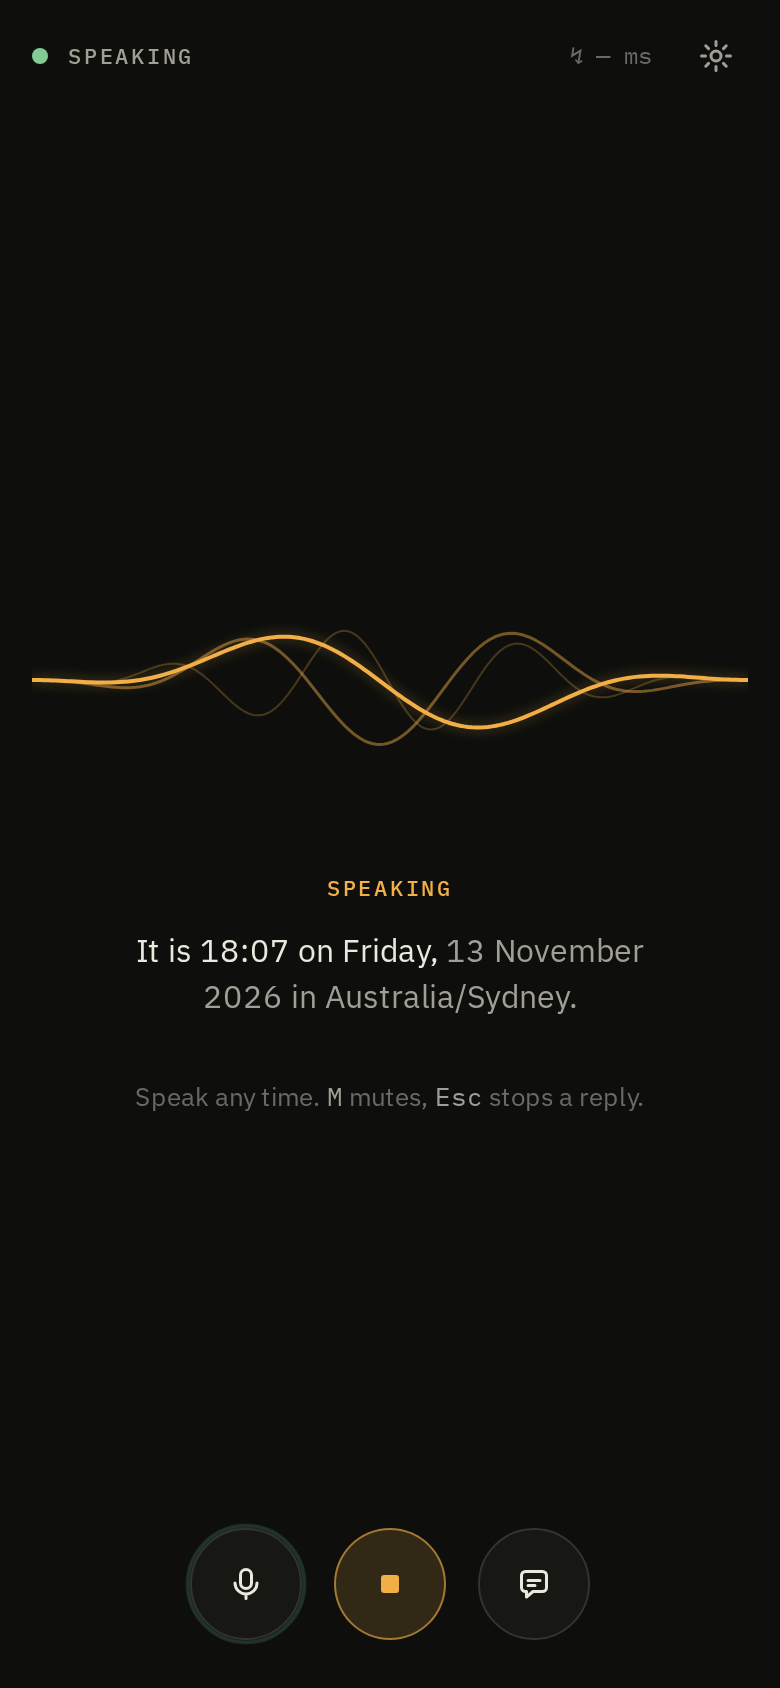 SPEAKING
↯ — ms
SPEAKING
It is 18:07 on Friday, 13 November
2026 in Australia/Sydney.
Speak any time. M mutes, Esc stops a reply.